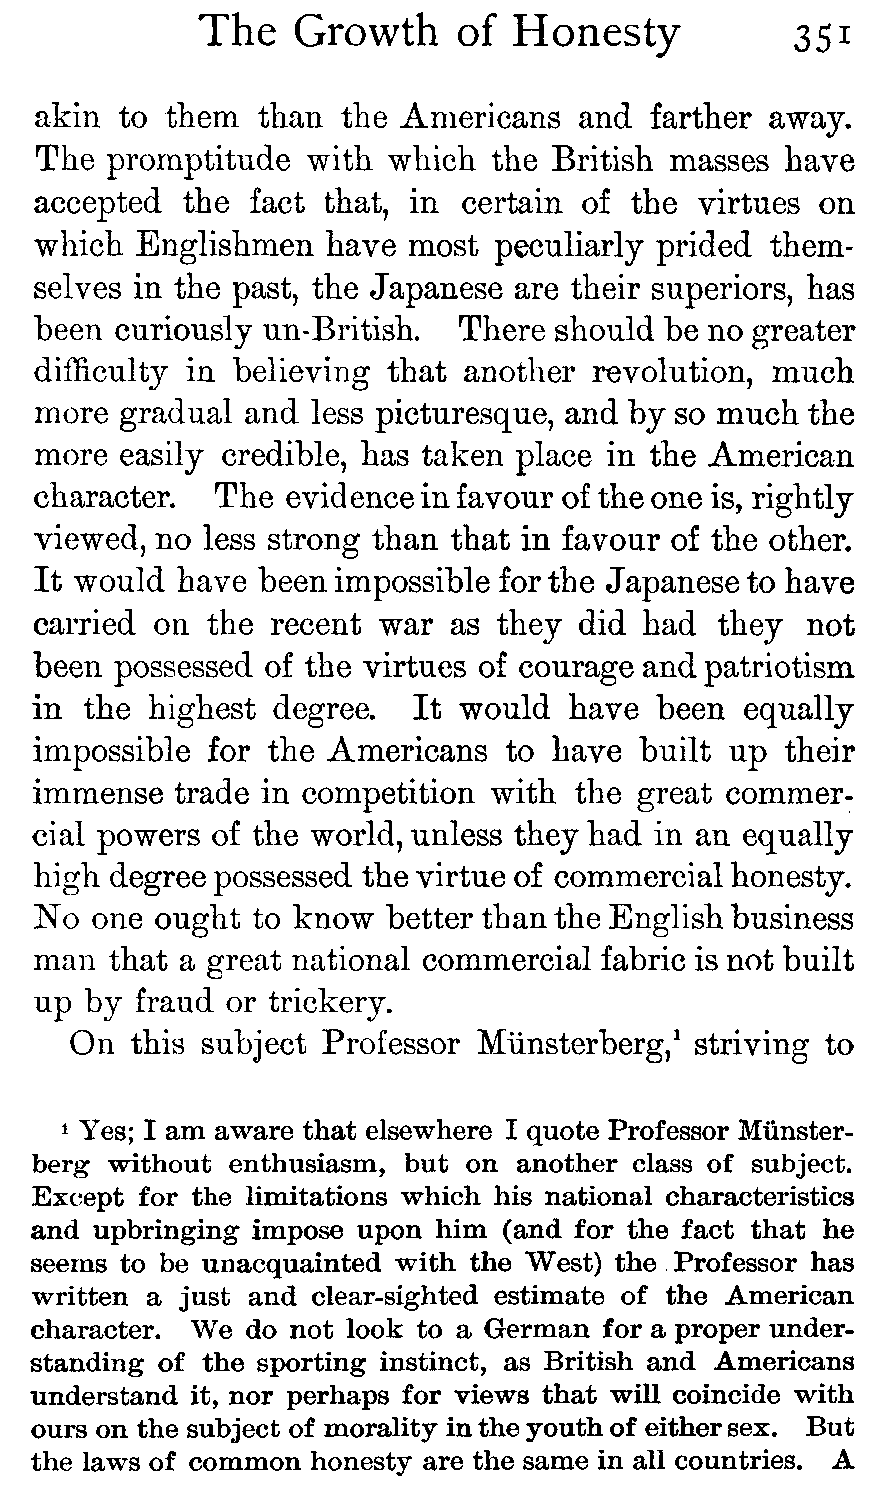 The Growth of Honesty 351
akin to them than the Americans and farther away.
The promptitude with which the British masses have
accepted the fact that, in certain of the virtues on
which Englishmen have most peculiarly prided them-
selves in the past, the Japanese are their superiors, has
been curiously un-British. There should be no greater
difficulty in believing that another revolution, much
more gradual and less picturesque, and by so much the
more easily credible, has taken place in the American
character. The evidence in favour of the one is, rightly
viewed, no less strong than that in favour of the other.
It would have been impossible for the Japanese to have
carried on the recent war as they did had they not
been possessed of the virtues of courage and patriotism
in the highest degree. It would have been equally
impossible for the Americans to have built up their
immense trade in competition with the great commer-
cial powers of the world, unless they had in an equally
high degree possessed the virtue of commercial honesty.
No one ought to know better than the English business
man that a great national commercial fabric is not built
up by fraud or trickery.
On this subject Professor Münsterberg,¹ striving to
¹ Yes; I am aware that elsewhere I quote Professor Münster-
berg without enthusiasm, but on another class of subject.
Except for the limitations which his national characteristics
and upbringing impose upon him (and for the fact that he
seems to be unacquainted with the West) the Professor has
written a just and clear-sighted estimate of the American
character. We do not look to a German for a proper under-
standing of the sporting instinct, as British and Americans
understand it, nor perhaps for views that will coincide with
ours on the subject of morality in the youth of either sex. But
the laws of common honesty are the same in all countries. A